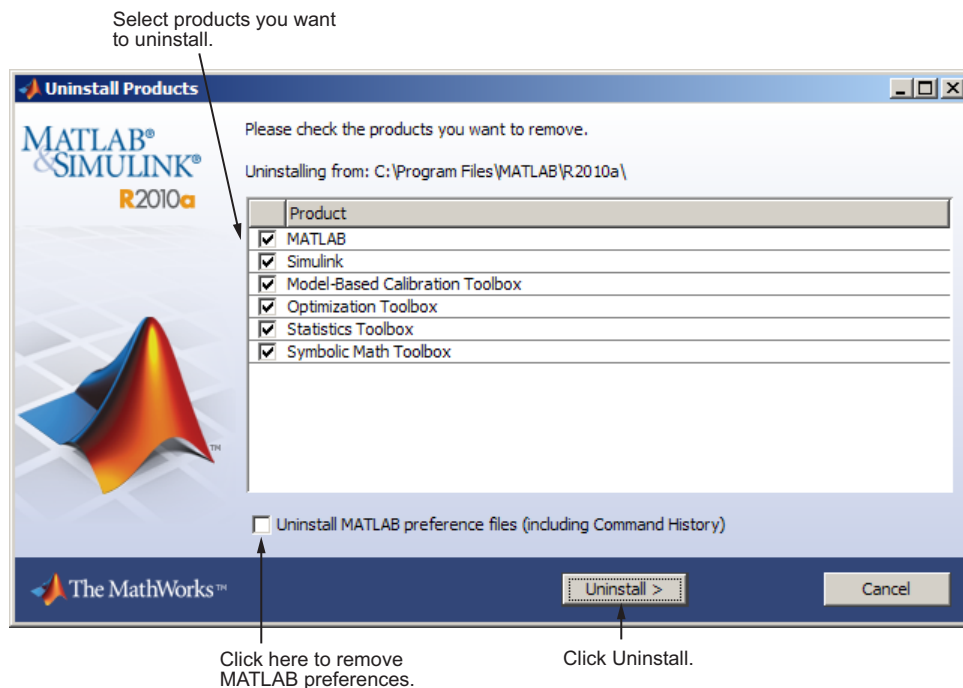 Select products you want
to uninstall.
Uninstall Products
MATLAB®
&SIMULINK®
R2010a
Please check the products you want to remove.
Uninstalling from: C:\Program Files\MATLAB\R2010a\
Product
MATLAB
Simulink
Model-Based Calibration Toolbox
Optimization Toolbox
Statistics Toolbox
Symbolic Math Toolbox
TM
Uninstall MATLAB preference files (including Command History)
The MathWorks™
Uninstall >
Cancel
Click here to remove
MATLAB preferences.
Click Uninstall.